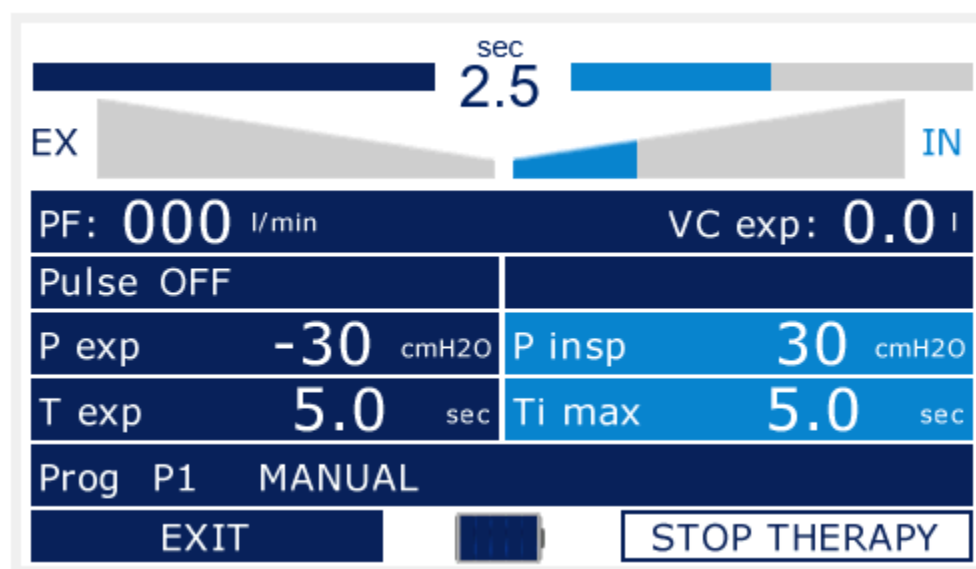 sec
2.5
EX IN
PF: 000 l/min VC exp: 0.0 l
Pulse OFF
P exp -30 cmH2O P insp 30 cmH2O
T exp 5.0 sec Ti max 5.0 sec
Prog P1 MANUAL
EXIT STOP THERAPY